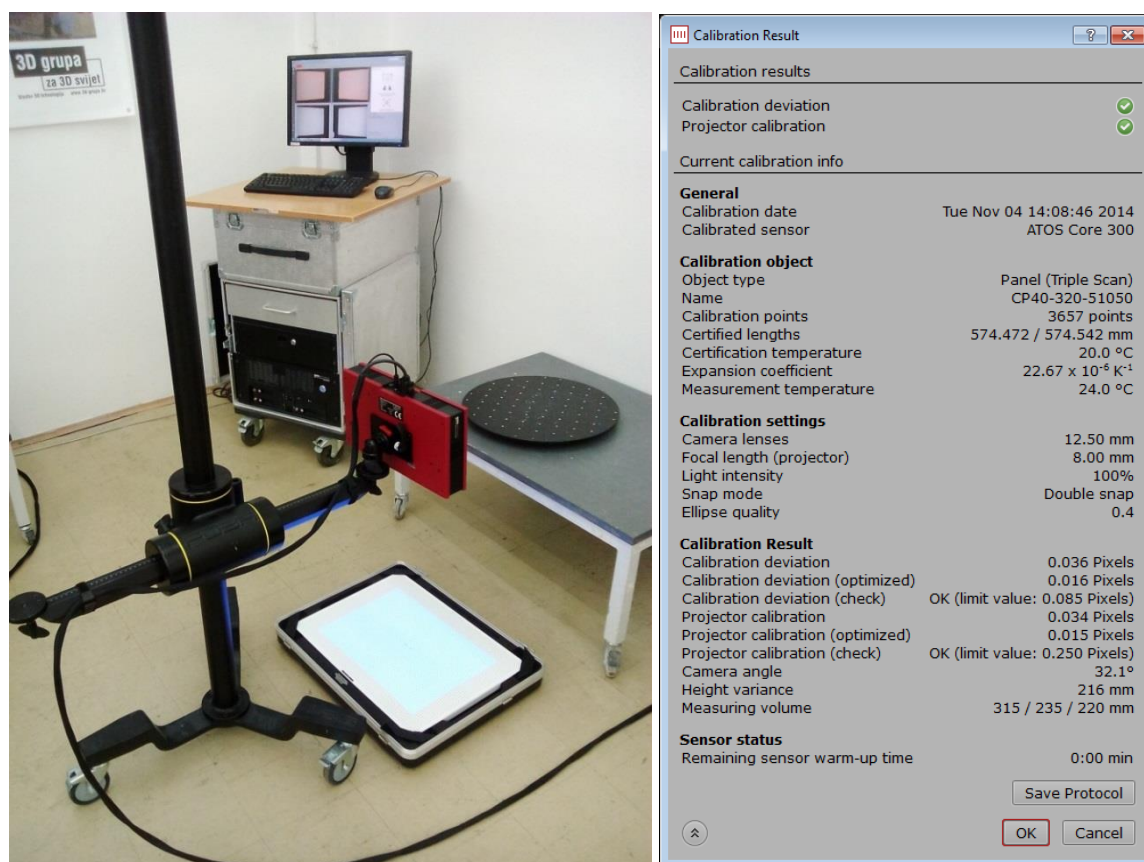 3D grupa
za 3D svijet
Calibration Result
Calibration results
Calibration deviation
Projector calibration
Current calibration info
General
Calibration date Tue Nov 04 14:08:46 2014
Calibrated sensor ATOS Core 300
Calibration object
Object type Panel (Triple Scan)
Name CP40-320-51050
Calibration points 3657 points
Certified lengths 574.472 / 574.542 mm
Certification temperature 20.0 °C
Expansion coefficient 22.67 x 10⁻⁶ K⁻¹
Measurement temperature 24.0 °C
Calibration settings
Camera lenses 12.50 mm
Focal length (projector) 8.00 mm
Light intensity 100%
Snap mode Double snap
Ellipse quality 0.4
Calibration Result
Calibration deviation 0.036 Pixels
Calibration deviation (optimized) 0.016 Pixels
Calibration deviation (check) OK (limit value: 0.085 Pixels)
Projector calibration 0.034 Pixels
Projector calibration (optimized) 0.015 Pixels
Projector calibration (check) OK (limit value: 0.250 Pixels)
Camera angle 32.1°
Height variance 216 mm
Measuring volume 315 / 235 / 220 mm
Sensor status
Remaining sensor warm-up time 0:00 min
Save Protocol
OK Cancel